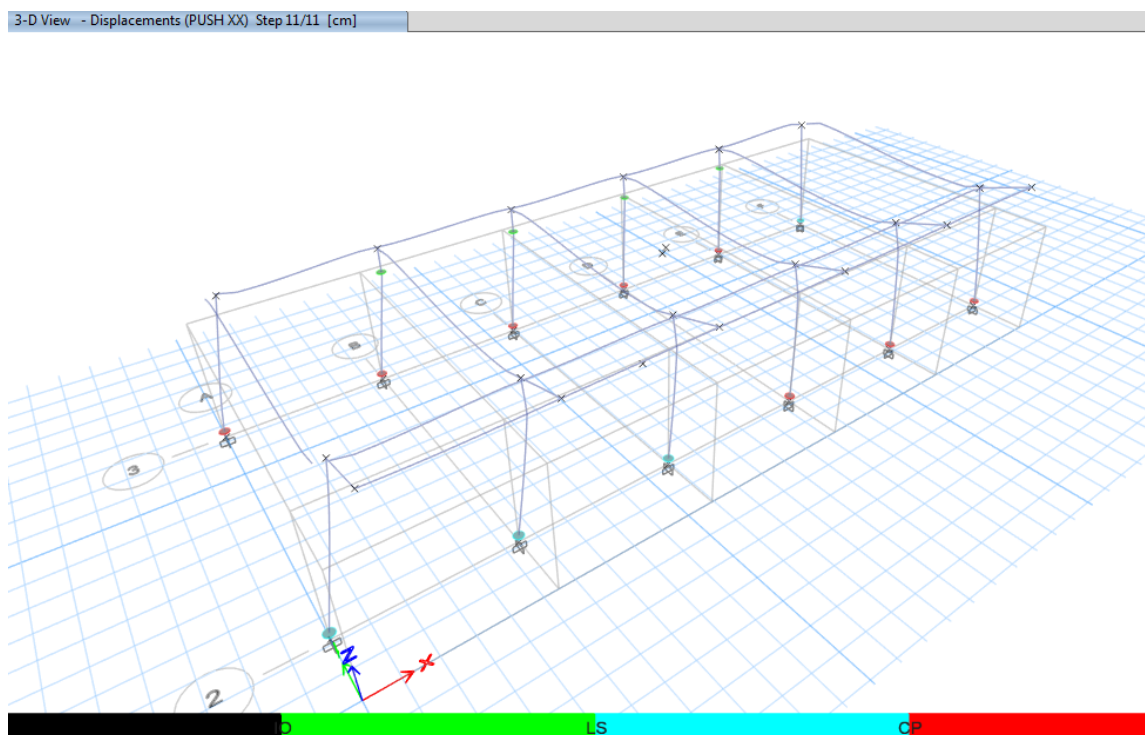 3-D View - Displacements (PUSH XX) Step 11/11 [cm]
B
A
3
2
X
IO LS CP